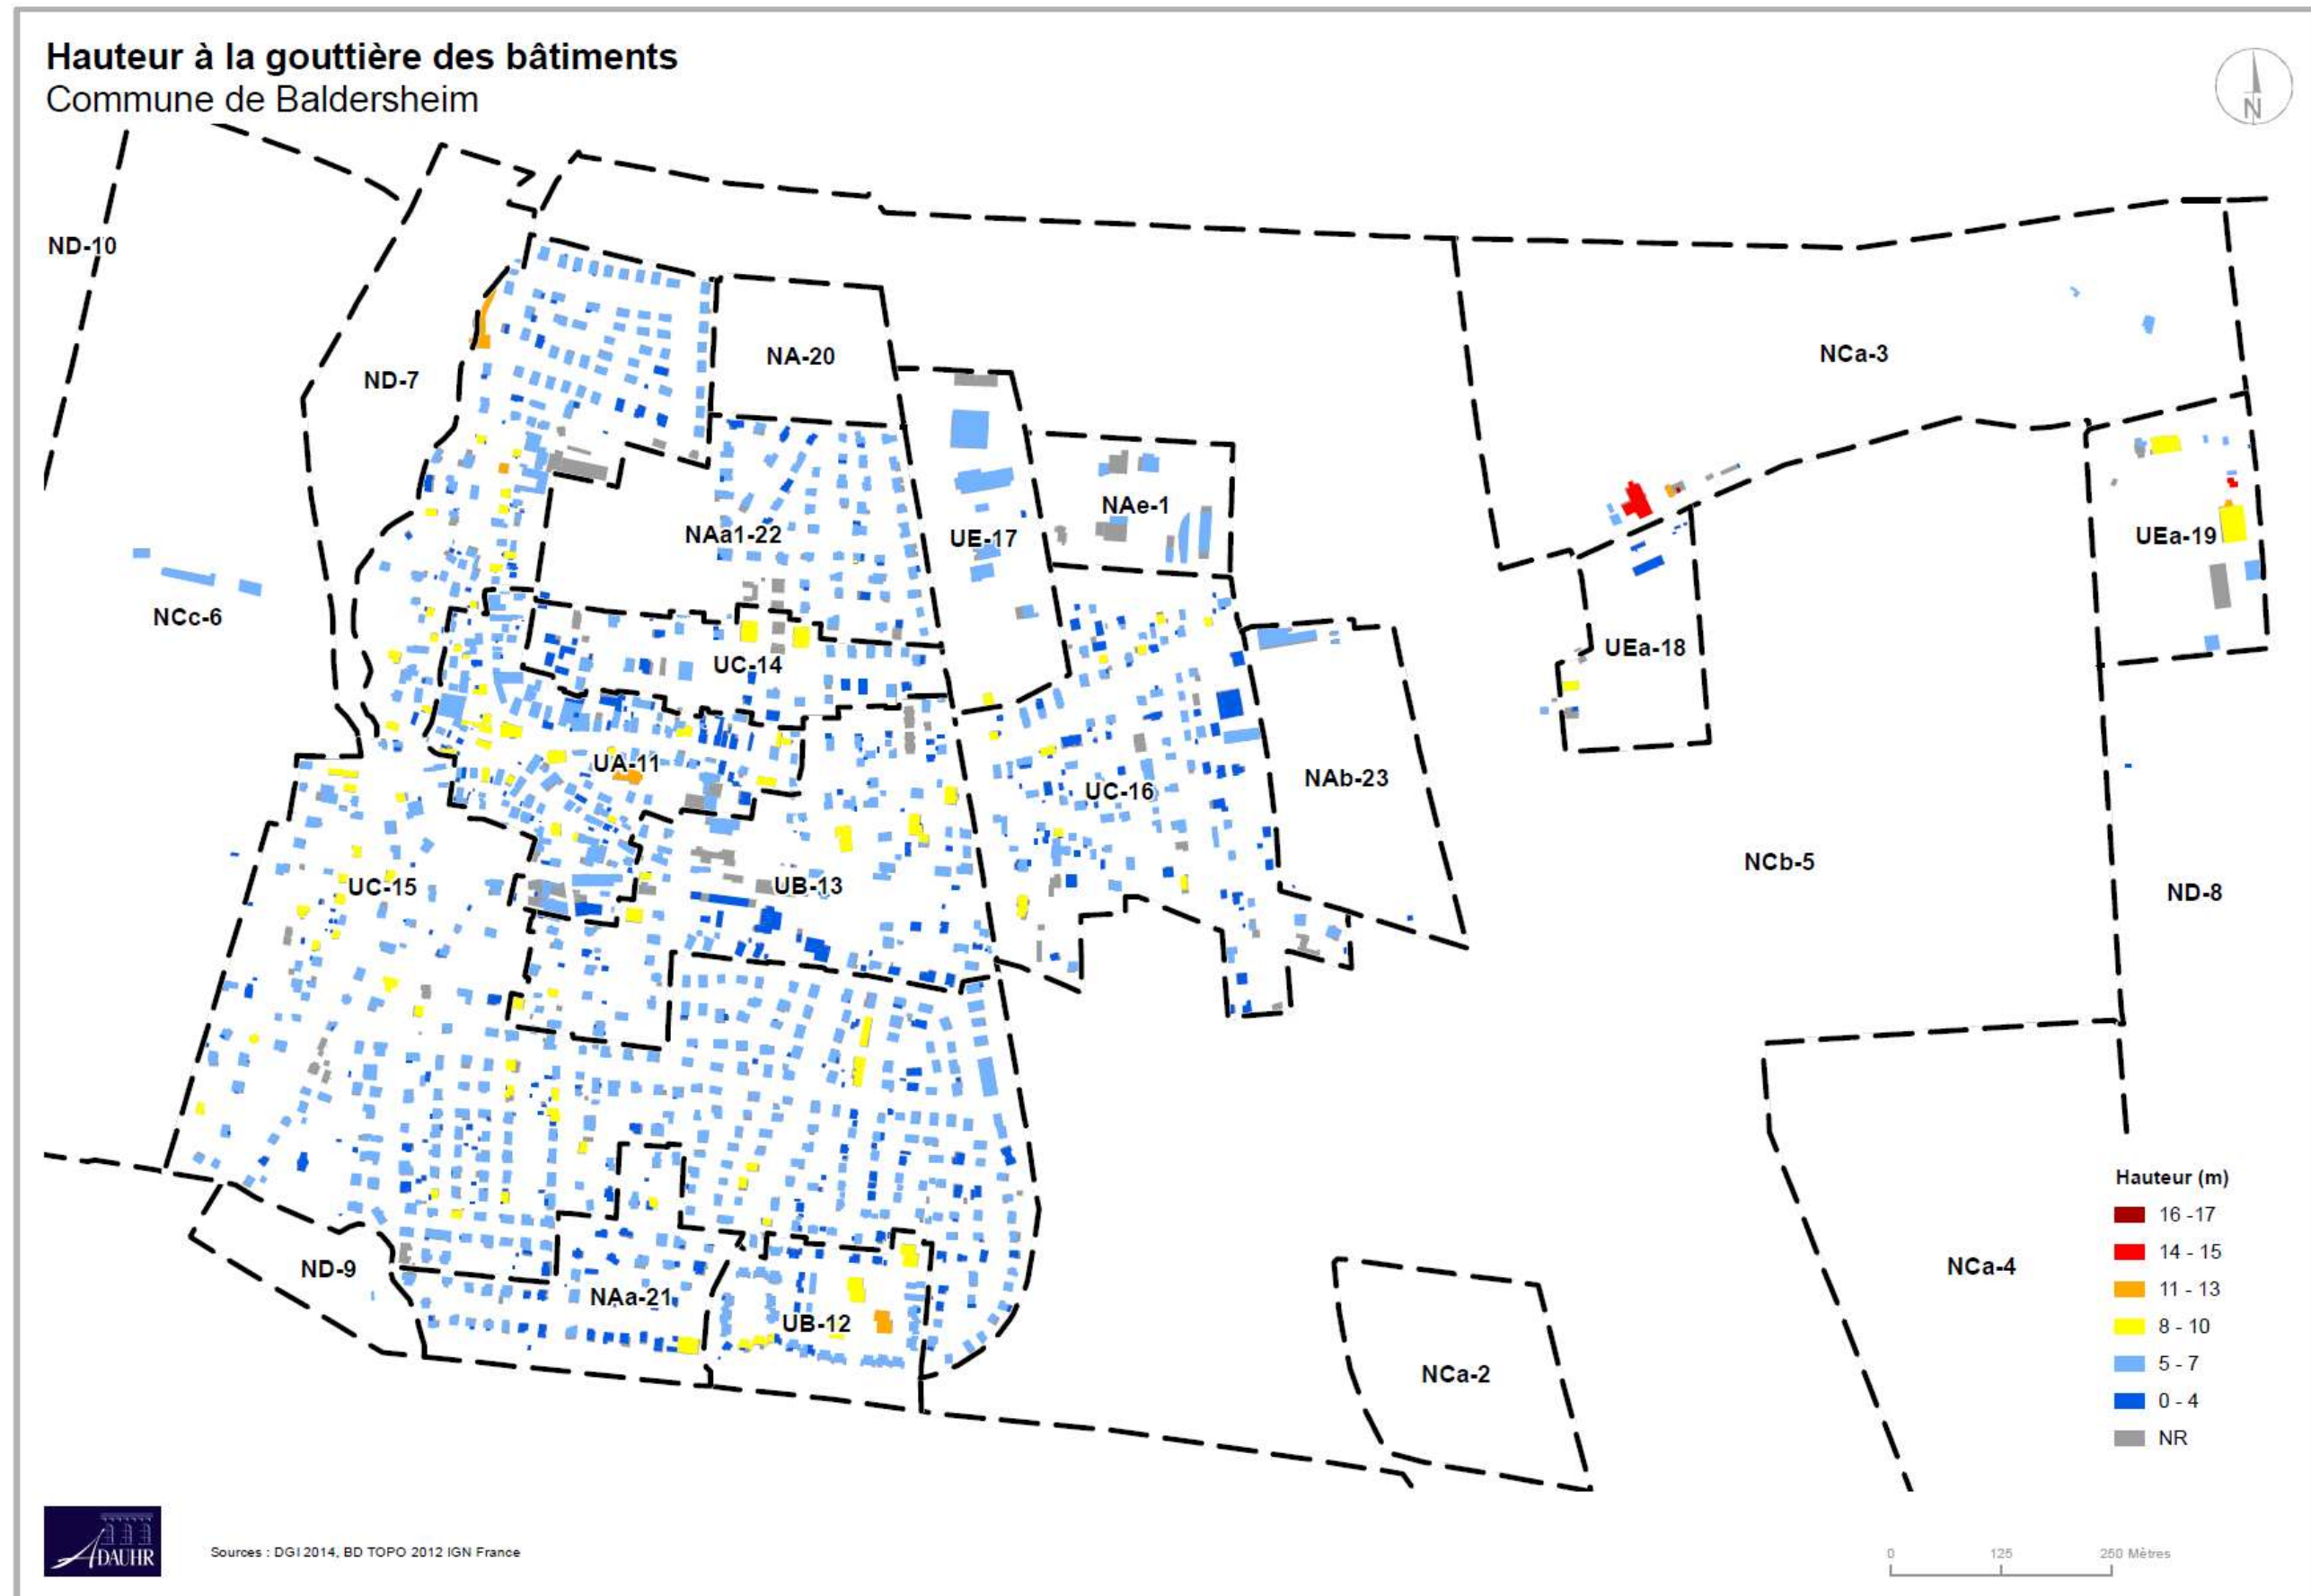 Hauteur à la gouttière des bâtiments
Commune de Baldersheim
N
ND-10
NCa-3
NA-20
ND-7
NAe-1
NAa1-22
UE-17
UEa-19
NCc-6
UEa-18
UC-14
UA-11
NAb-23
UC-16
NCb-5
UC-15
UB-13
ND-8
Hauteur (m)
16 -17
14 - 15
11 - 13
8 - 10
5 - 7
0 - 4
NR
ND-9
NCa-4
NAa-21
UB-12
NCa-2
ADAUHR
Sources : DGI 2014, BD TOPO 2012 IGN France
0 125 250 Mètres